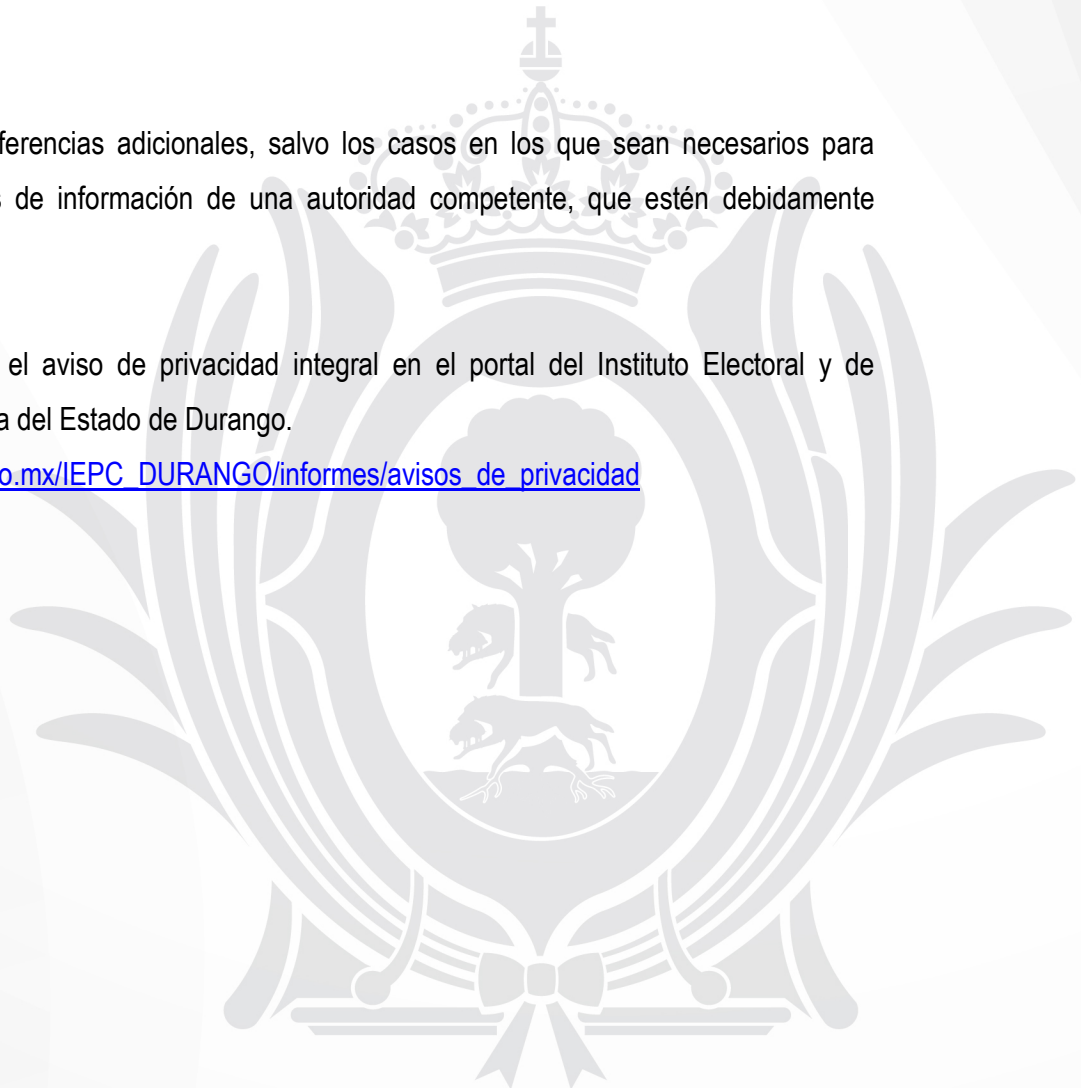 ferencias adicionales, salvo los casos en los que sean necesarios para
s de información de una autoridad competente, que estén debidamente
el aviso de privacidad integral en el portal del Instituto Electoral y de
a del Estado de Durango.
o.mx/IEPC_DURANGO/informes/avisos_de_privacidad